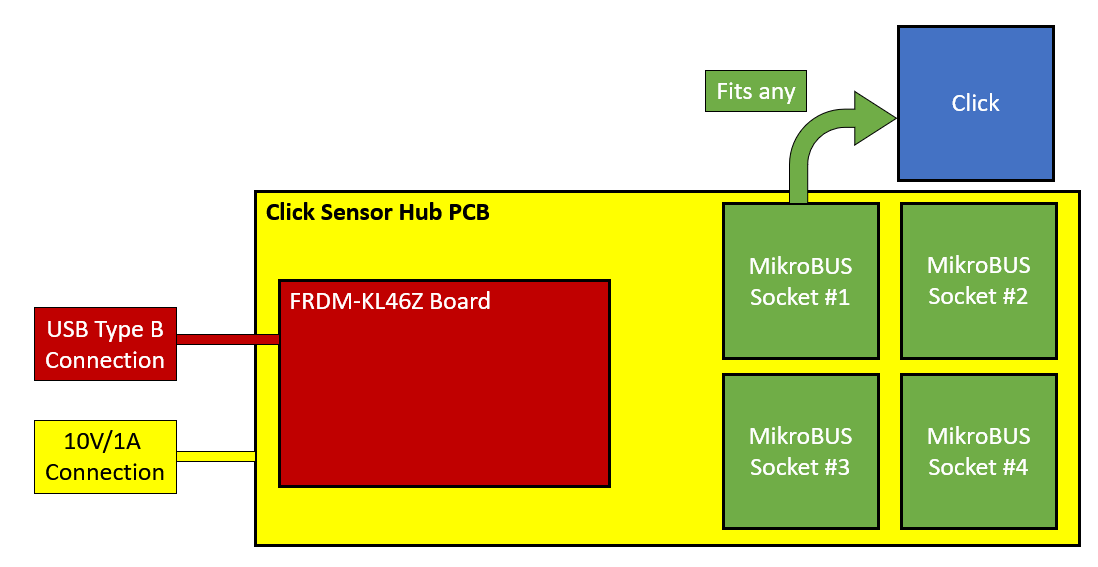 Fits any
Click
Click Sensor Hub PCB
FRDM-KL46Z Board
MikroBUS
Socket #1
MikroBUS
Socket #2
USB Type B
Connection
10V/1A
Connection
MikroBUS
Socket #3
MikroBUS
Socket #4